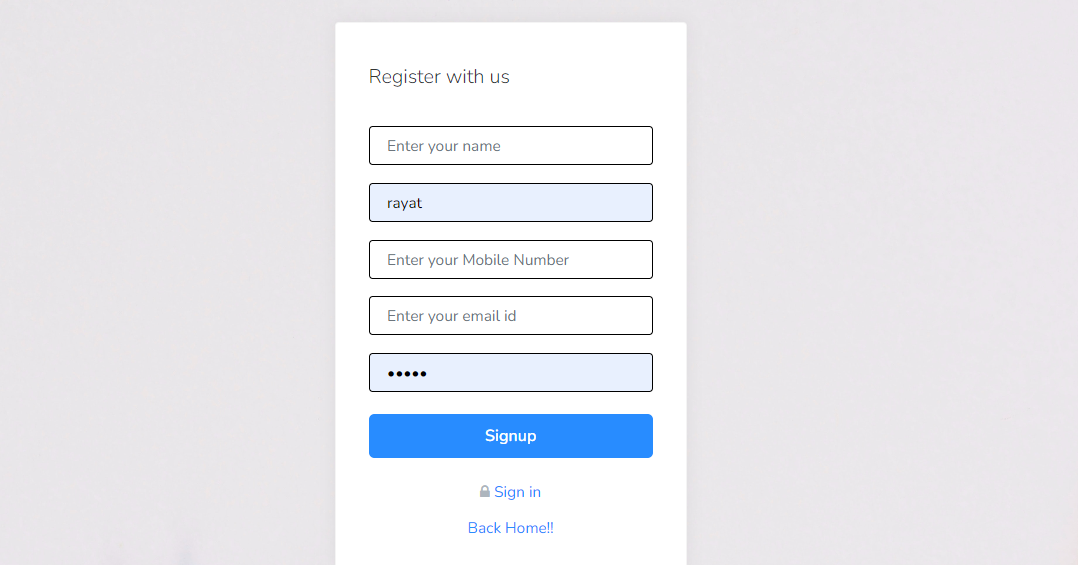 Register with us
Enter your name
rayat
Enter your Mobile Number
Enter your email id
•••••
Signup
Sign in
Back Home!!